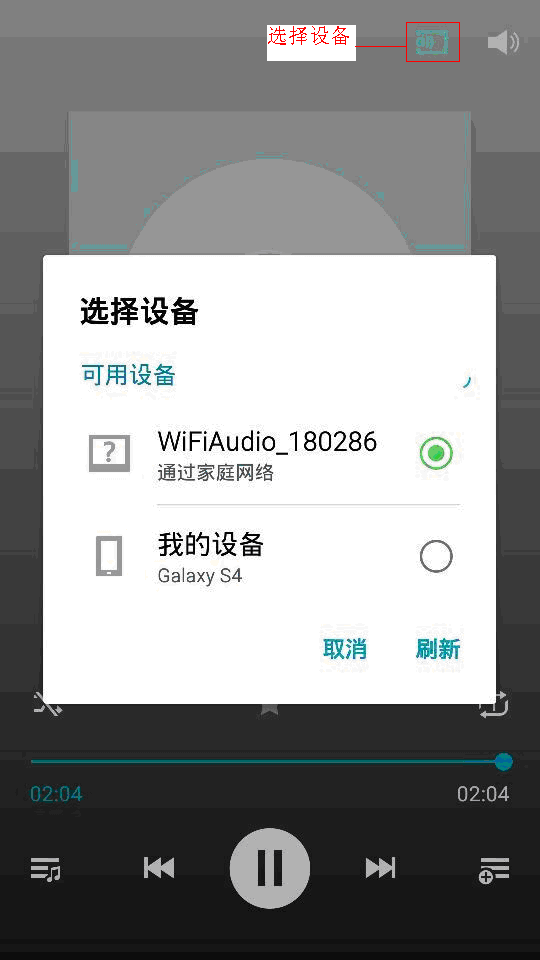 选择设备
选择设备
可用设备
WiFiAudio_180286
通过家庭网络
我的设备
Galaxy S4
取消 刷新
02:04 02:04